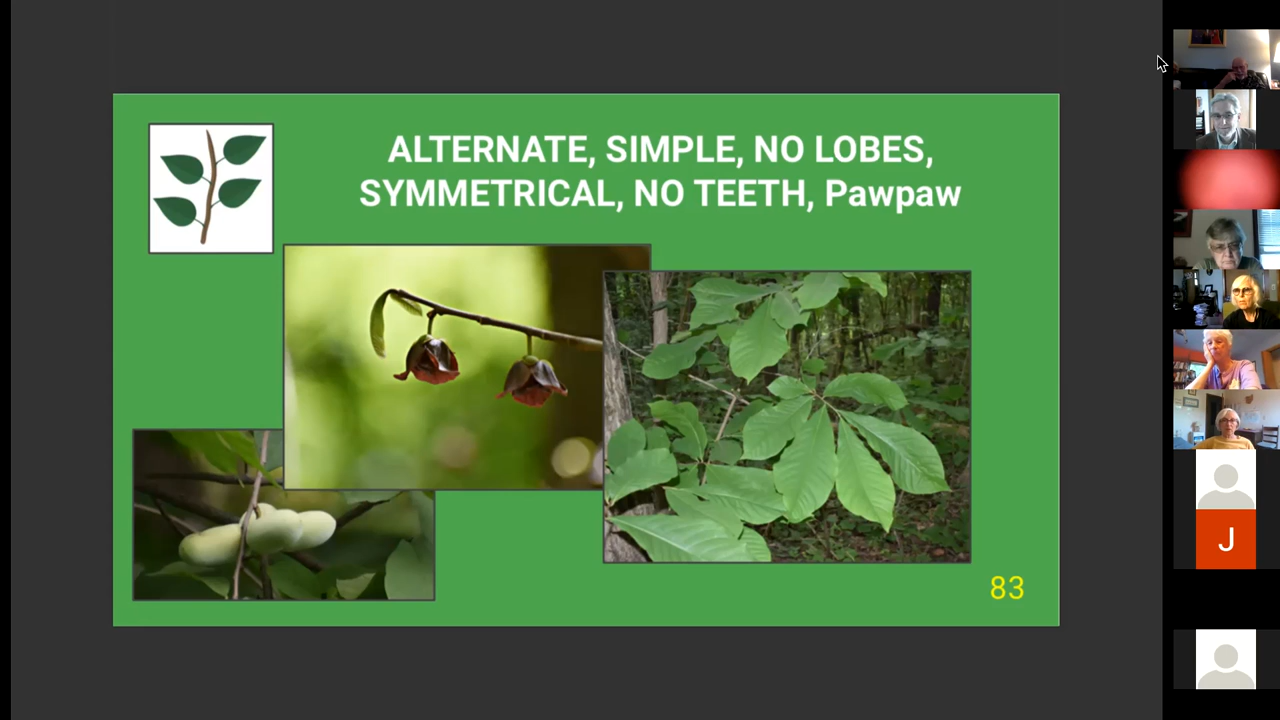 ALTERNATE, SIMPLE, NO LOBES,
SYMMETRICAL, NO TEETH, Pawpaw
83
J